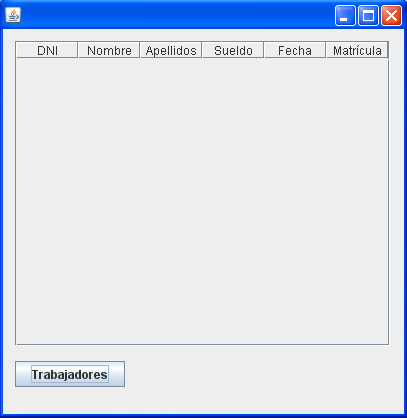 DNI Nombre Apellidos Sueldo Fecha Matrícula
Trabajadores